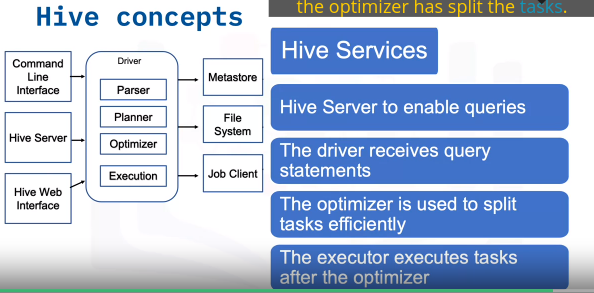 Hive concepts
the optimizer has split the tasks.
Command
Line
Interface
Hive Server
Hive Web
Interface
Driver
Parser
Planner
Optimizer
Execution
Metastore
File
System
Job Client
Hive Services
Hive Server to enable queries
The driver receives query
statements
The optimizer is used to split
tasks efficiently
The executor executes tasks
after the optimizer